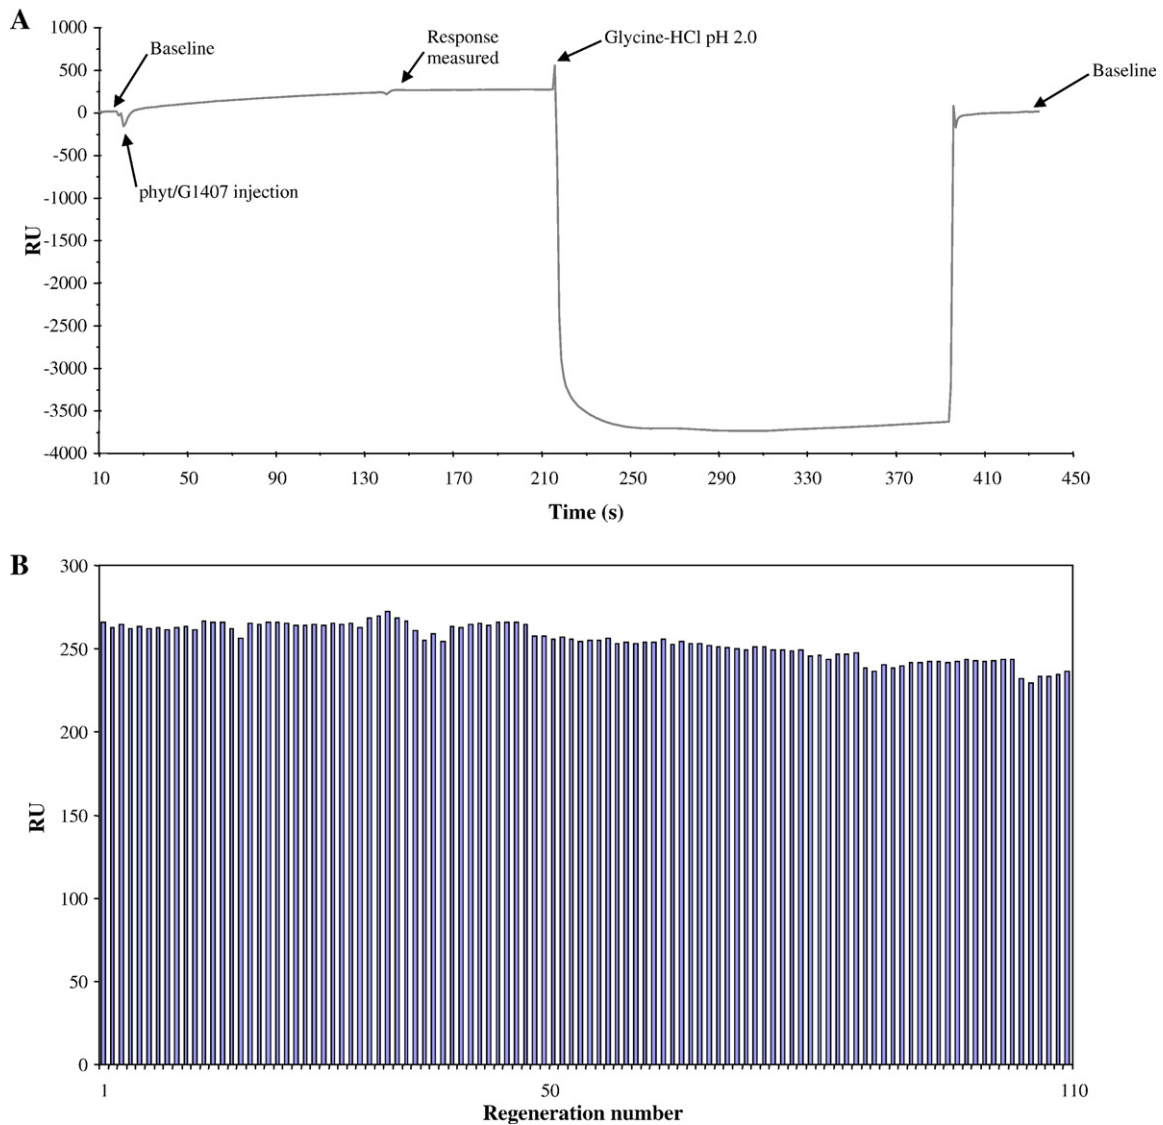 A
1000
500
0
-500
-1000
-1500
-2000
-2500
-3000
-3500
-4000
RU
Baseline
phyt/G1407 injection
Response
measured
Glycine-HCl pH 2.0
Baseline
10 50 90 130 170 210 250 290 330 370 410 450
Time (s)
B
300
250
200
150
100
50
0
RU
1 50 110
Regeneration number